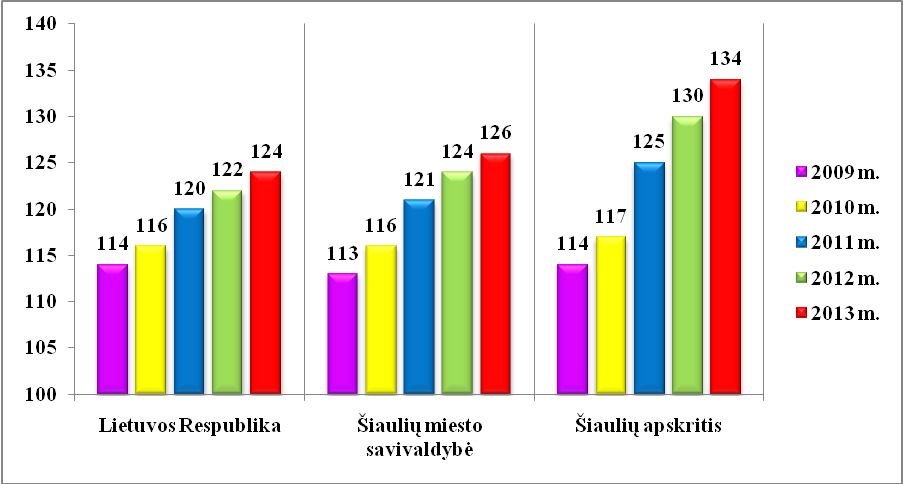 140
135
130
125
120
115
110
105
100
114
116
120
122
124
113
116
121
124
126
114
117
125
130
134
Lietuvos Respublika
Šiaulių miesto
savivaldybė
Šiaulių apskritis
2009 m.
2010 m.
2011 m.
2012 m.
2013 m.